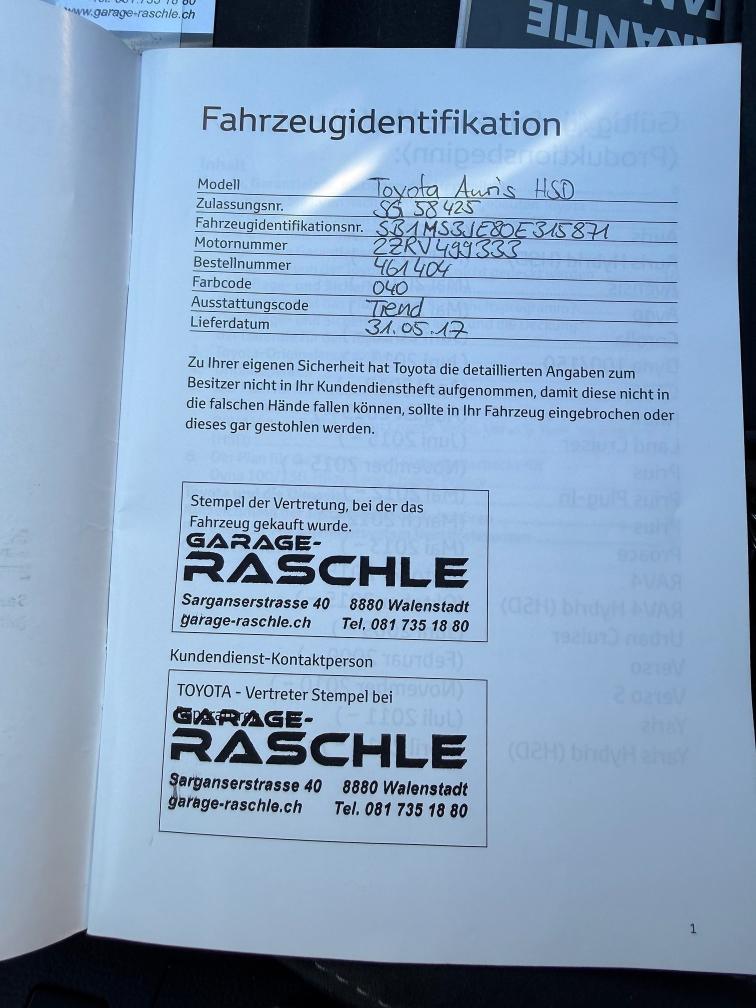 www.garage-raschle.ch
Fahrzeugidentifikation
Modell Toyota Auris HSD
Zulassungsnr. SG 58425
Fahrzeugidentifikationsnr. SB1MS3JE80E315871
Motornummer 2ZRV499333
Bestellnummer 461404
Farbcode 040
Ausstattungscode Trend
Lieferdatum 31.05.17
Zu Ihrer eigenen Sicherheit hat Toyota die detaillierten Angaben zum
Besitzer nicht in Ihr Kundendienstheft aufgenommen, damit diese nicht in
die falschen Hände fallen können, sollte in Ihr Fahrzeug eingebrochen oder
dieses gar gestohlen werden.
Stempel der Vertretung, bei der das
Fahrzeug gekauft wurde.
GARAGE-
RASCHLE
Sarganserstrasse 40 8880 Walenstadt
garage-raschle.ch Tel. 081 735 18 80
Kundendienst-Kontaktperson
TOYOTA - Vertreter Stempel bei
GARAGE-
RASCHLE
Sarganserstrasse 40 8880 Walenstadt
garage-raschle.ch Tel. 081 735 18 80
1